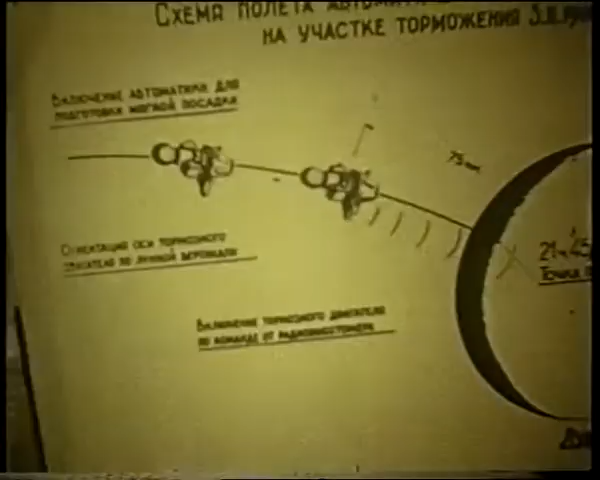 СХЕМА ПОЛЕТА
НА УЧАСТКЕ ТОРМОЖЕНИЯ
ВКЛЮЧЕНИЕ АВТОМАТИКИ ДЛЯ
ПОДГОТОВКИ МЯГКОЙ ПОСАДКИ
75 км
ОРИЕНТАЦИЯ ОСИ ТОРМОЗНОГО
ДВИГАТЕЛЯ ПО ЛУННОЙ ВЕРТИКАЛИ
21ч.45
ТОЧКА
ВКЛЮЧЕНИЕ ТОРМОЗНОГО ДВИГАТЕЛЯ
ПО КОМАНДЕ ОТ РАДИОВЫСОТОМЕРА